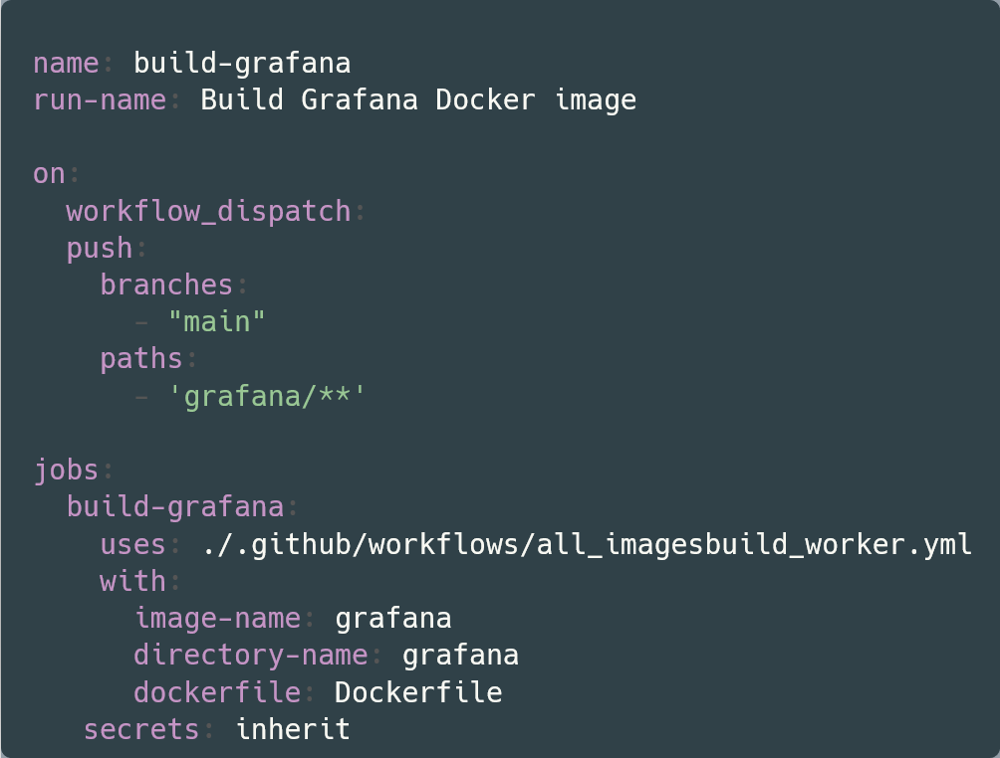 name: build-grafana
run-name: Build Grafana Docker image

on:
  workflow_dispatch:
  push:
    branches:
      - "main"
    paths:
      - 'grafana/**'

jobs:
  build-grafana:
    uses: ./.github/workflows/all_imagesbuild_worker.yml
    with:
      image-name: grafana
      directory-name: grafana
      dockerfile: Dockerfile
   secrets: inherit